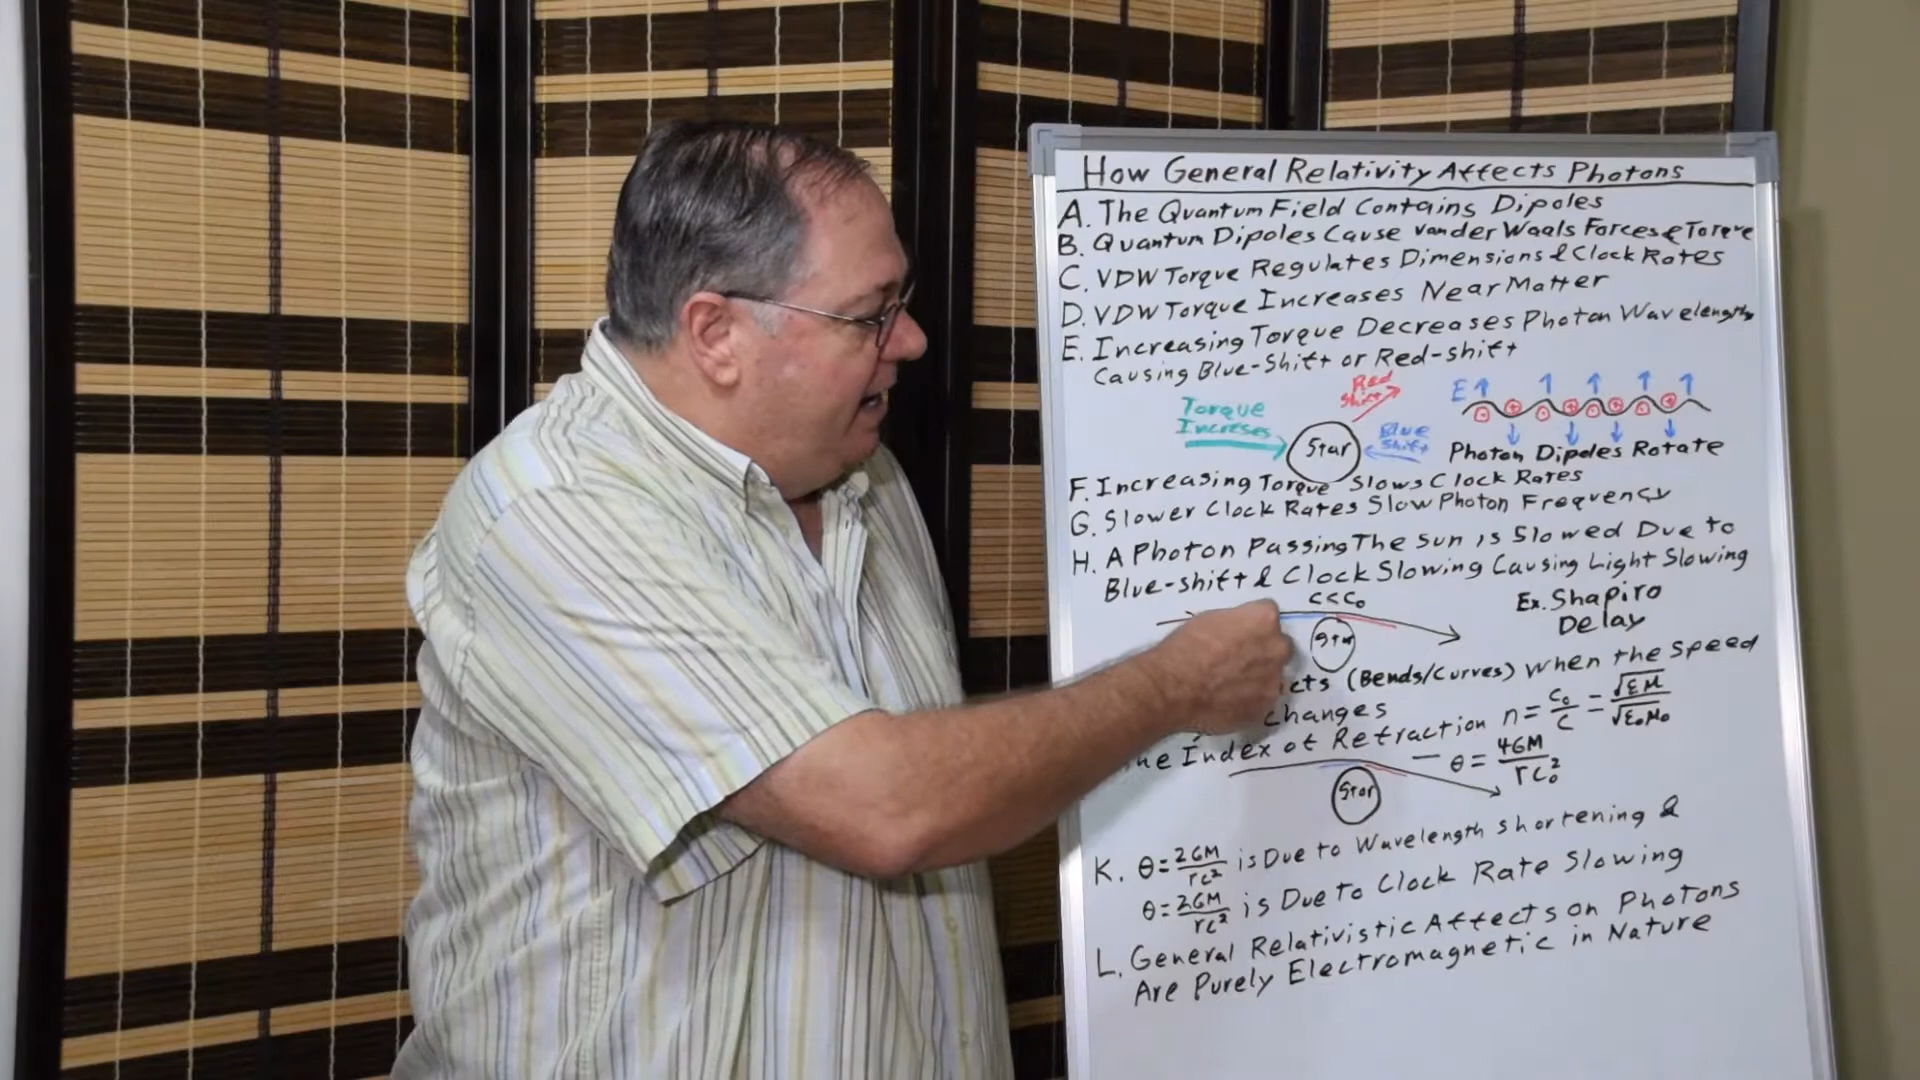 How General Relativity Affects Photons
A. The Quantum Field Contains Dipoles
B. Quantum Dipoles Cause vander Waals Forces & Torque
C. VDW Torque Regulates Dimensions & Clock Rates
D. VDW Torque Increases Near Matter
E. Increasing Torque Decreases Photon Wavelength
Causing Blue-Shift or Red-shift
Torque
Increses
Red
Shift
Star
Blue
Shift
E
Photon Dipoles Rotate
F. Increasing Torque Slows Clock Rates
G. Slower Clock Rates Slow Photon Frequency
H. A Photon Passing The Sun is Slowed Due to
Blue-shift & Clock Slowing Causing Light Slowing
c<c₀
Star
Ex. Shapiro
Delay
(Bends/Curves) When the Speed
changes
Index of Refraction n = c₀/c = √εμ/√ε₀μ₀
Star
θ = 4GM/rc₀²
K. θ = 2GM/rc² is Due to Wavelength shortening &
θ = 2GM/rc² is Due to Clock Rate Slowing
L. General Relativistic Affects on Photons
Are Purely Electromagnetic in Nature